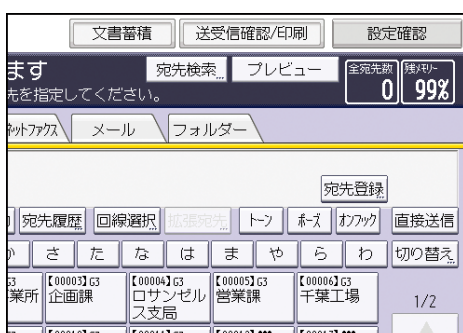 文書蓄積 送受信確認/印刷 設定確認
ます 宛先検索 プレビュー 全宛先数 残メモリー
先を指定してください。 0 99%
ネットファクス メール フォルダー
宛先登録
宛先履歴 回線選択 拡張宛先 トーン ポーズ オンフック 直接送信
か さ た な は ま や ら わ 切り替え
G3 【00003】G3 【00004】G3 【00005】G3 【00006】G3
業所 企画課 ロサンゼル 営業課 千葉工場 1/2
ス支局